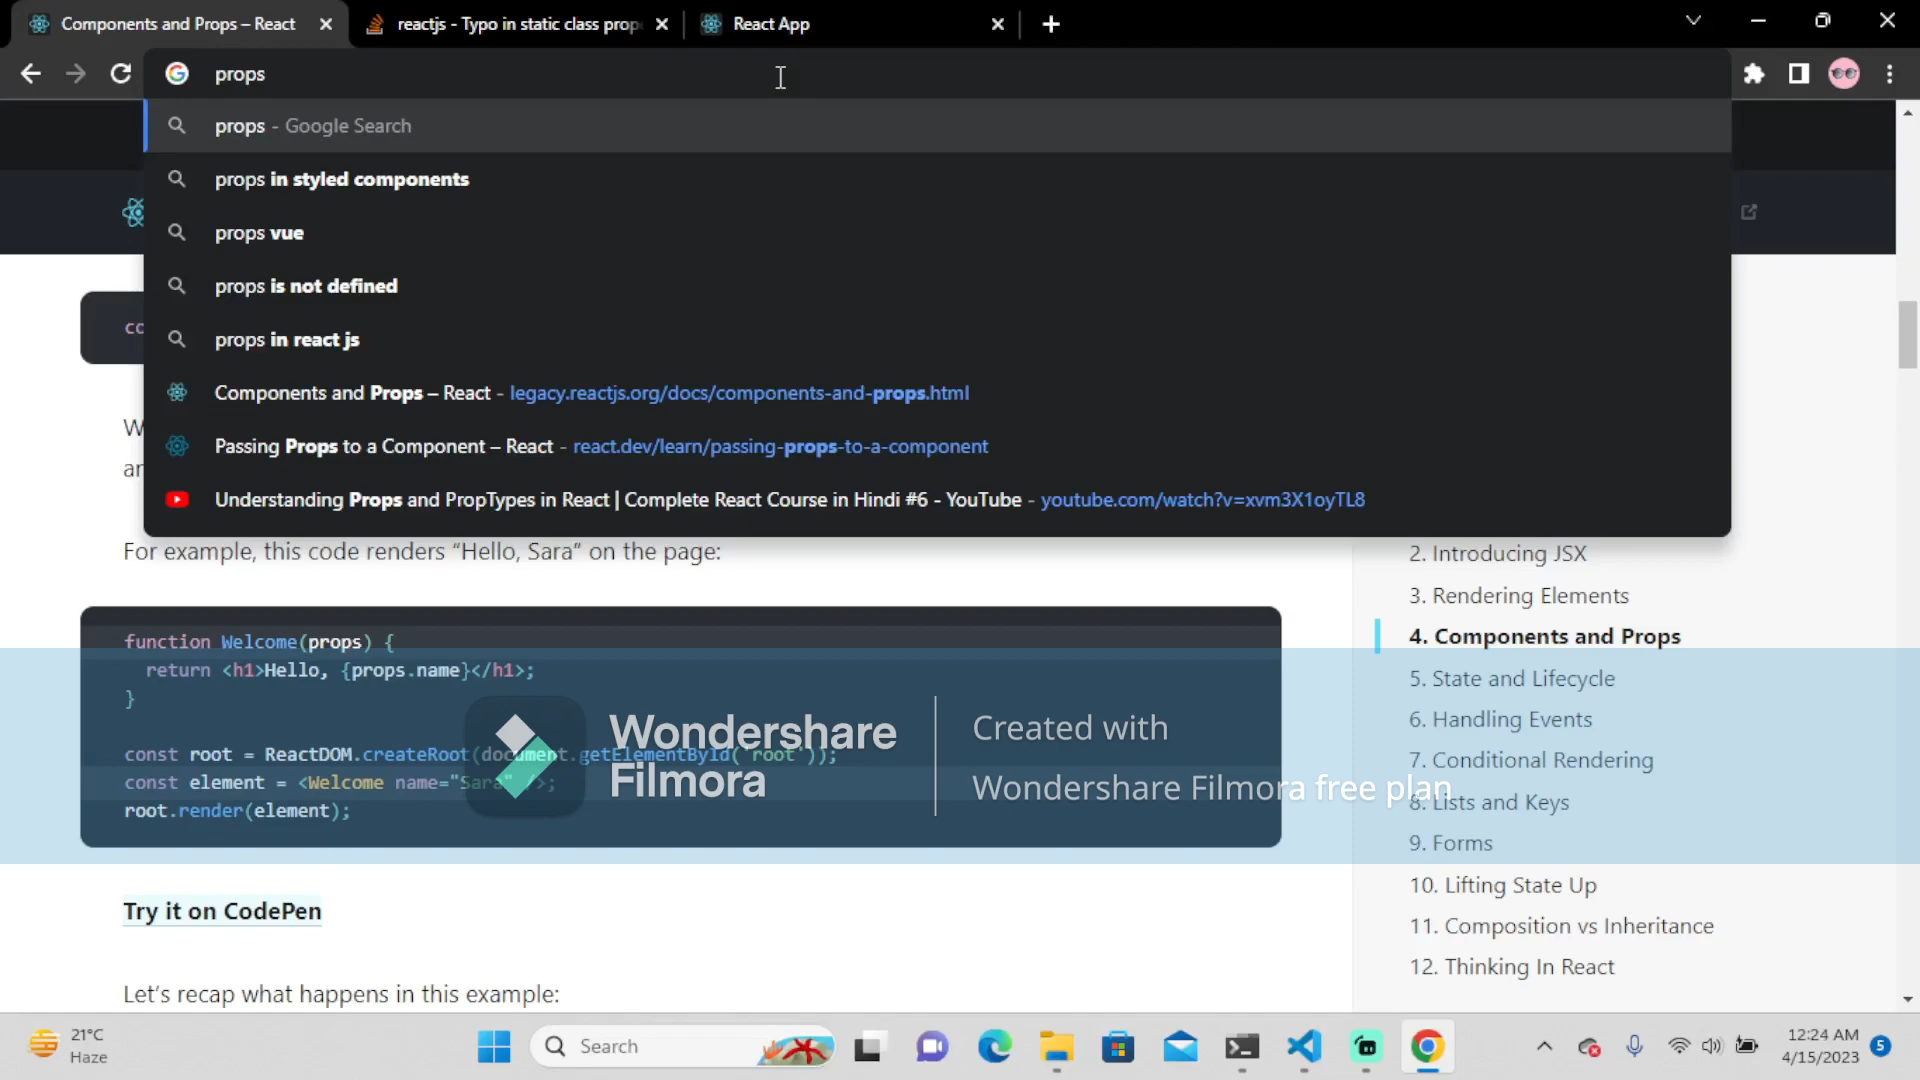 Components and Props – React
reactjs - Typo in static class prop
React App
props
props - Google Search
props in styled components
props vue
props is not defined
props in react js
Components and Props – React - legacy.reactjs.org/docs/components-and-props.html
Passing Props to a Component – React - react.dev/learn/passing-props-to-a-component
Understanding Props and PropTypes in React | Complete React Course in Hindi #6 - YouTube - youtube.com/watch?v=xvm3X1oyTL8
For example, this code renders “Hello, Sara” on the page:
function Welcome(props) {
return <h1>Hello, {props.name}</h1>;
}
const root = ReactDOM.createRoot(document.getElementById('root'));
const element = <Welcome name="Sara" />;
root.render(element);
Wondershare
Filmora
Created with
Wondershare Filmora free plan
Try it on CodePen
Let’s recap what happens in this example:
2. Introducing JSX
3. Rendering Elements
4. Components and Props
5. State and Lifecycle
6. Handling Events
7. Conditional Rendering
8. Lists and Keys
9. Forms
10. Lifting State Up
11. Composition vs Inheritance
12. Thinking In React
21°C
Haze
Search
12:24 AM
4/15/2023
5